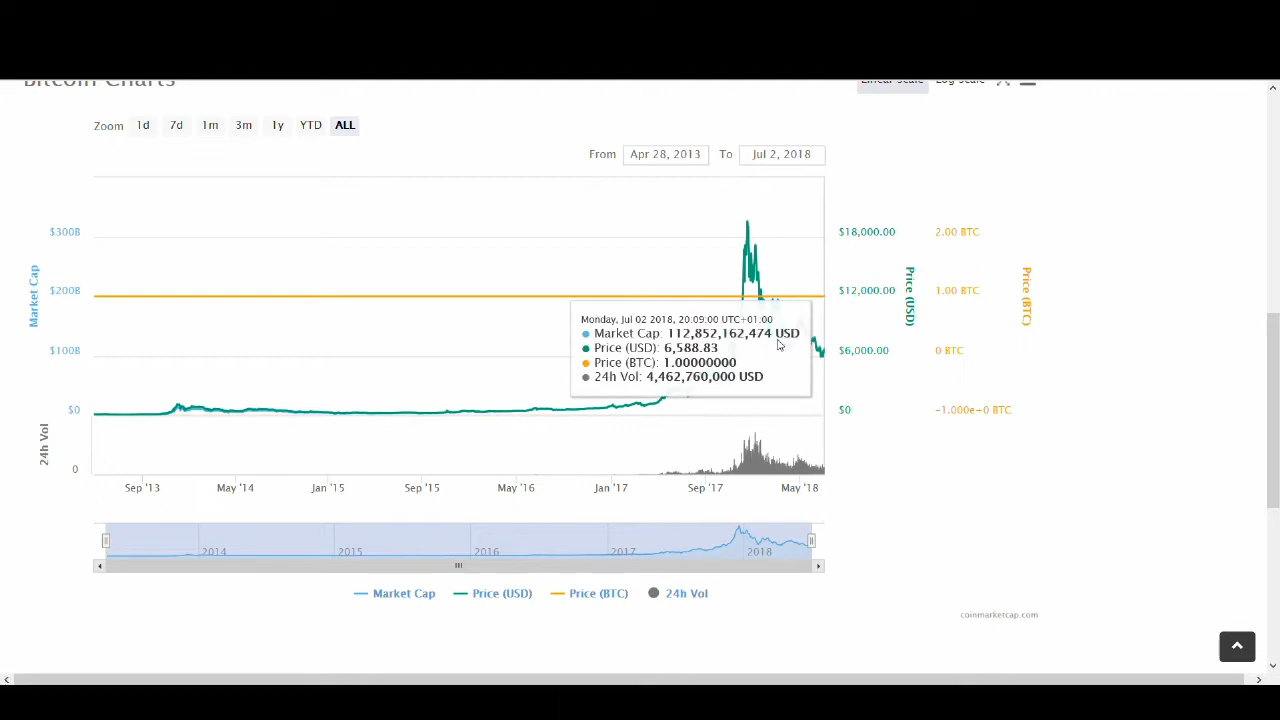 Bitcoin Charts
Linear Scale Log Scale
Zoom 1d 7d 1m 3m 1y YTD ALL
From Apr 28, 2013 To Jul 2, 2018
$300B
$200B
$100B
$0
Market Cap
24h Vol
0
$18,000.00
$12,000.00
$6,000.00
$0
Price (USD)
2.00 BTC
1.00 BTC
0 BTC
-1.000e+0 BTC
Price (BTC)
Monday, Jul 02 2018, 20:09:00 UTC+01:00
Market Cap: 112,852,162,474 USD
Price (USD): 6,588.83
Price (BTC): 1.00000000
24h Vol: 4,462,760,000 USD
Sep '13 May '14 Jan '15 Sep '15 May '16 Jan '17 Sep '17 May '18
2014 2015 2016 2017 2018
Market Cap Price (USD) Price (BTC) 24h Vol
coinmarketcap.com